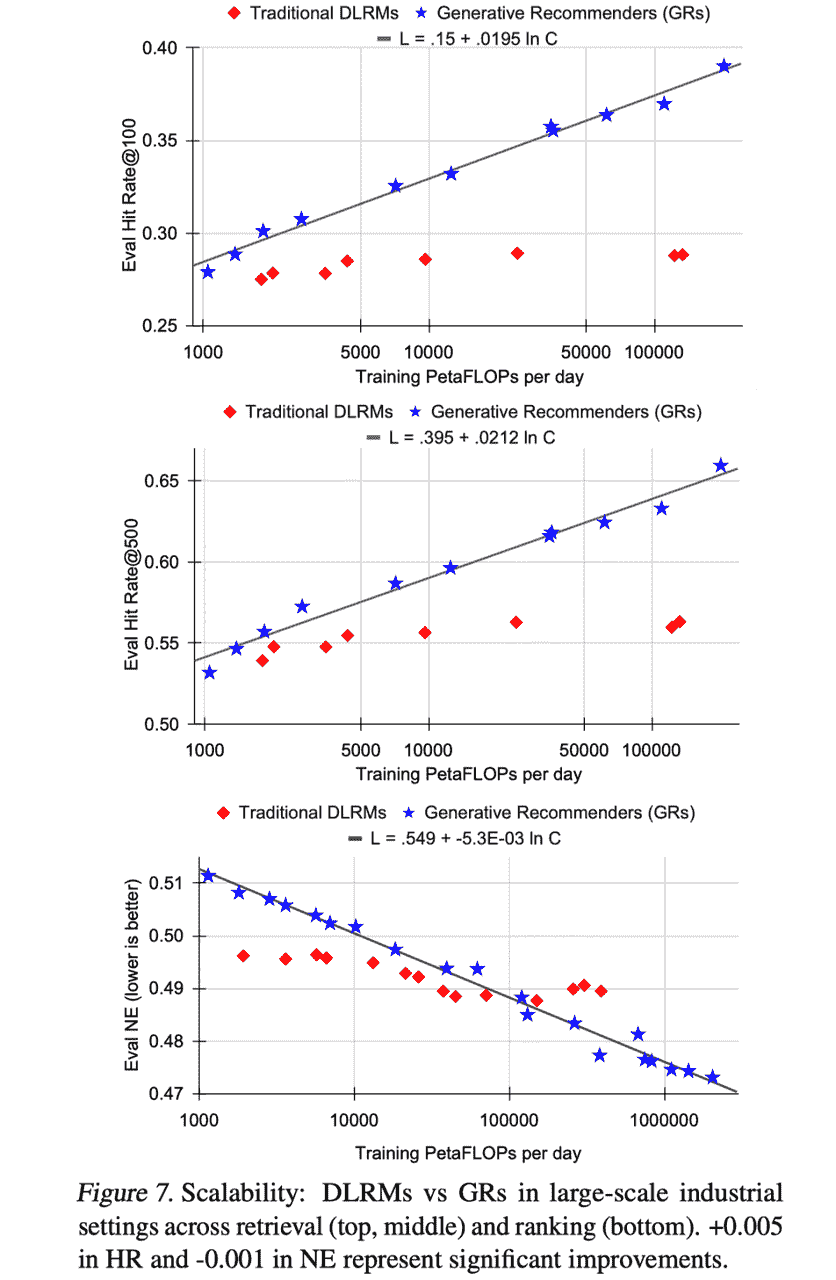 Traditional DLRMs Generative Recommenders (GRs)
L = .15 + .0195 ln C
0.40
0.35
0.30
0.25
Eval Hit Rate@100
1000 5000 10000 50000 100000
Training PetaFLOPs per day
Traditional DLRMs Generative Recommenders (GRs)
L = .395 + .0212 ln C
0.65
0.60
0.55
0.50
Eval Hit Rate@500
1000 5000 10000 50000 100000
Training PetaFLOPs per day
Traditional DLRMs Generative Recommenders (GRs)
L = .549 + -5.3E-03 ln C
0.51
0.50
0.49
0.48
0.47
Eval NE (lower is better)
1000 10000 100000 1000000
Training PetaFLOPs per day
Figure 7. Scalability: DLRMs vs GRs in large-scale industrial
settings across retrieval (top, middle) and ranking (bottom). +0.005
in HR and -0.001 in NE represent significant improvements.